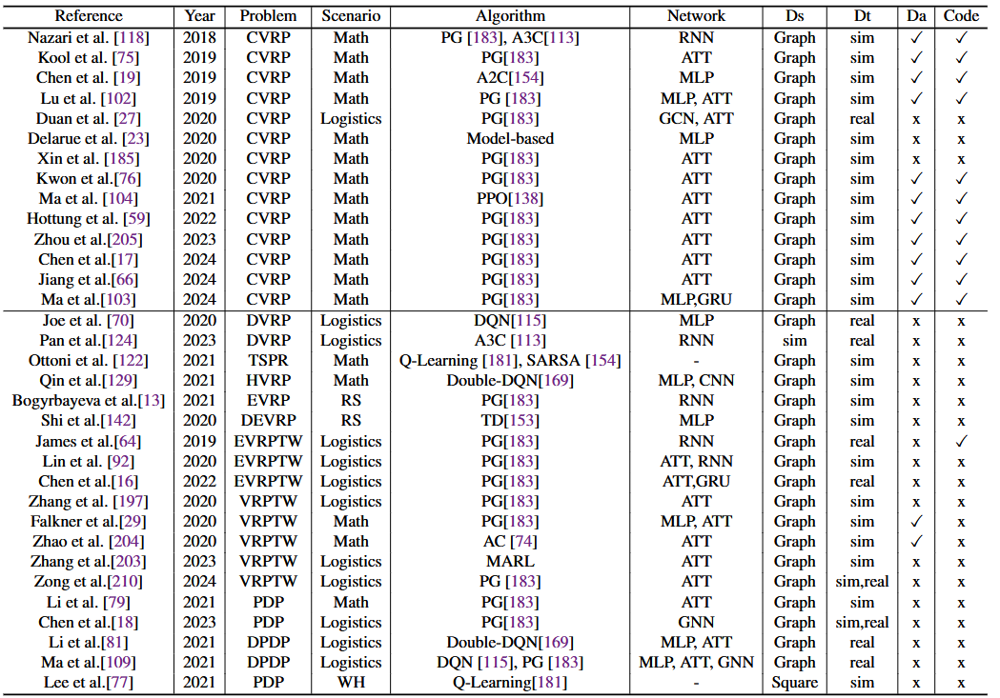 Reference Year Problem Scenario Algorithm Network Ds Dt Da Code
Nazari et al. [118] 2018 CVRP Math PG [183], A3C[113] RNN Graph sim ✓ ✓
Kool et al. [75] 2019 CVRP Math PG[183] ATT Graph sim ✓ ✓
Chen et al. [19] 2019 CVRP Math A2C[154] MLP Graph sim ✓ ✓
Lu et al. [102] 2019 CVRP Math PG [183] MLP, ATT Graph sim ✓ ✓
Duan et al. [27] 2020 CVRP Logistics PG[183] GCN, ATT Graph real x x
Delarue et al. [23] 2020 CVRP Math Model-based MLP Graph sim x x
Xin et al. [185] 2020 CVRP Math PG[183] ATT Graph sim x x
Kwon et al.[76] 2020 CVRP Math PG[183] ATT Graph sim ✓ ✓
Ma et al. [104] 2021 CVRP Math PPO[138] ATT Graph sim ✓ ✓
Hottung et al. [59] 2022 CVRP Math PG[183] ATT Graph sim ✓ ✓
Zhou et al.[205] 2023 CVRP Math PG[183] ATT Graph sim ✓ ✓
Chen et al.[17] 2024 CVRP Math PG[183] ATT Graph sim ✓ ✓
Jiang et al.[66] 2024 CVRP Math PG[183] ATT Graph sim ✓ ✓
Ma et al.[103] 2024 CVRP Math PG[183] MLP,GRU Graph sim ✓ ✓
Joe et al. [70] 2020 DVRP Logistics DQN[115] MLP Graph real x x
Pan et al.[124] 2023 DVRP Logistics A3C [113] RNN sim real x x
Ottoni et al. [122] 2021 TSPR Math Q-Learning [181], SARSA [154] - Graph sim x x
Qin et al. [129] 2021 HVRP Math Double-DQN[169] MLP, CNN Graph sim x x
Bogyrbayeva et al.[13] 2021 EVRP RS PG[183] RNN Graph sim x x
Shi et al.[142] 2020 DEVRP RS TD[153] MLP Graph sim x x
James et al.[64] 2019 EVRPTW Logistics PG[183] RNN Graph real x ✓
Lin et al. [92] 2020 EVRPTW Logistics PG[183] ATT, RNN Graph sim x x
Chen et al.[16] 2022 EVRPTW Logistics PG[183] ATT,GRU Graph real x x
Zhang et al. [197] 2020 VRPTW Logistics PG[183] ATT Graph sim x x
Falkner et al.[29] 2020 VRPTW Math PG[183] MLP, ATT Graph sim ✓ x
Zhao et al. [204] 2020 VRPTW Math AC [74] ATT Graph sim ✓ x
Zhang et al.[203] 2023 VRPTW Logistics MARL ATT Graph sim x x
Zong et al.[210] 2024 VRPTW Logistics PG [183] ATT Graph sim,real x x
Li et al. [79] 2021 PDP Math PG[183] ATT Graph sim x x
Chen et al.[18] 2023 PDP Logistics PG[183] GNN Graph sim,real x x
Li et al.[81] 2021 DPDP Logistics Double-DQN[169] MLP, ATT Graph real x x
Ma et al.[109] 2021 DPDP Logistics DQN [115], PG [183] MLP, ATT, GNN Graph real x x
Lee et al.[77] 2021 PDP WH Q-Learning[181] - Square sim x x